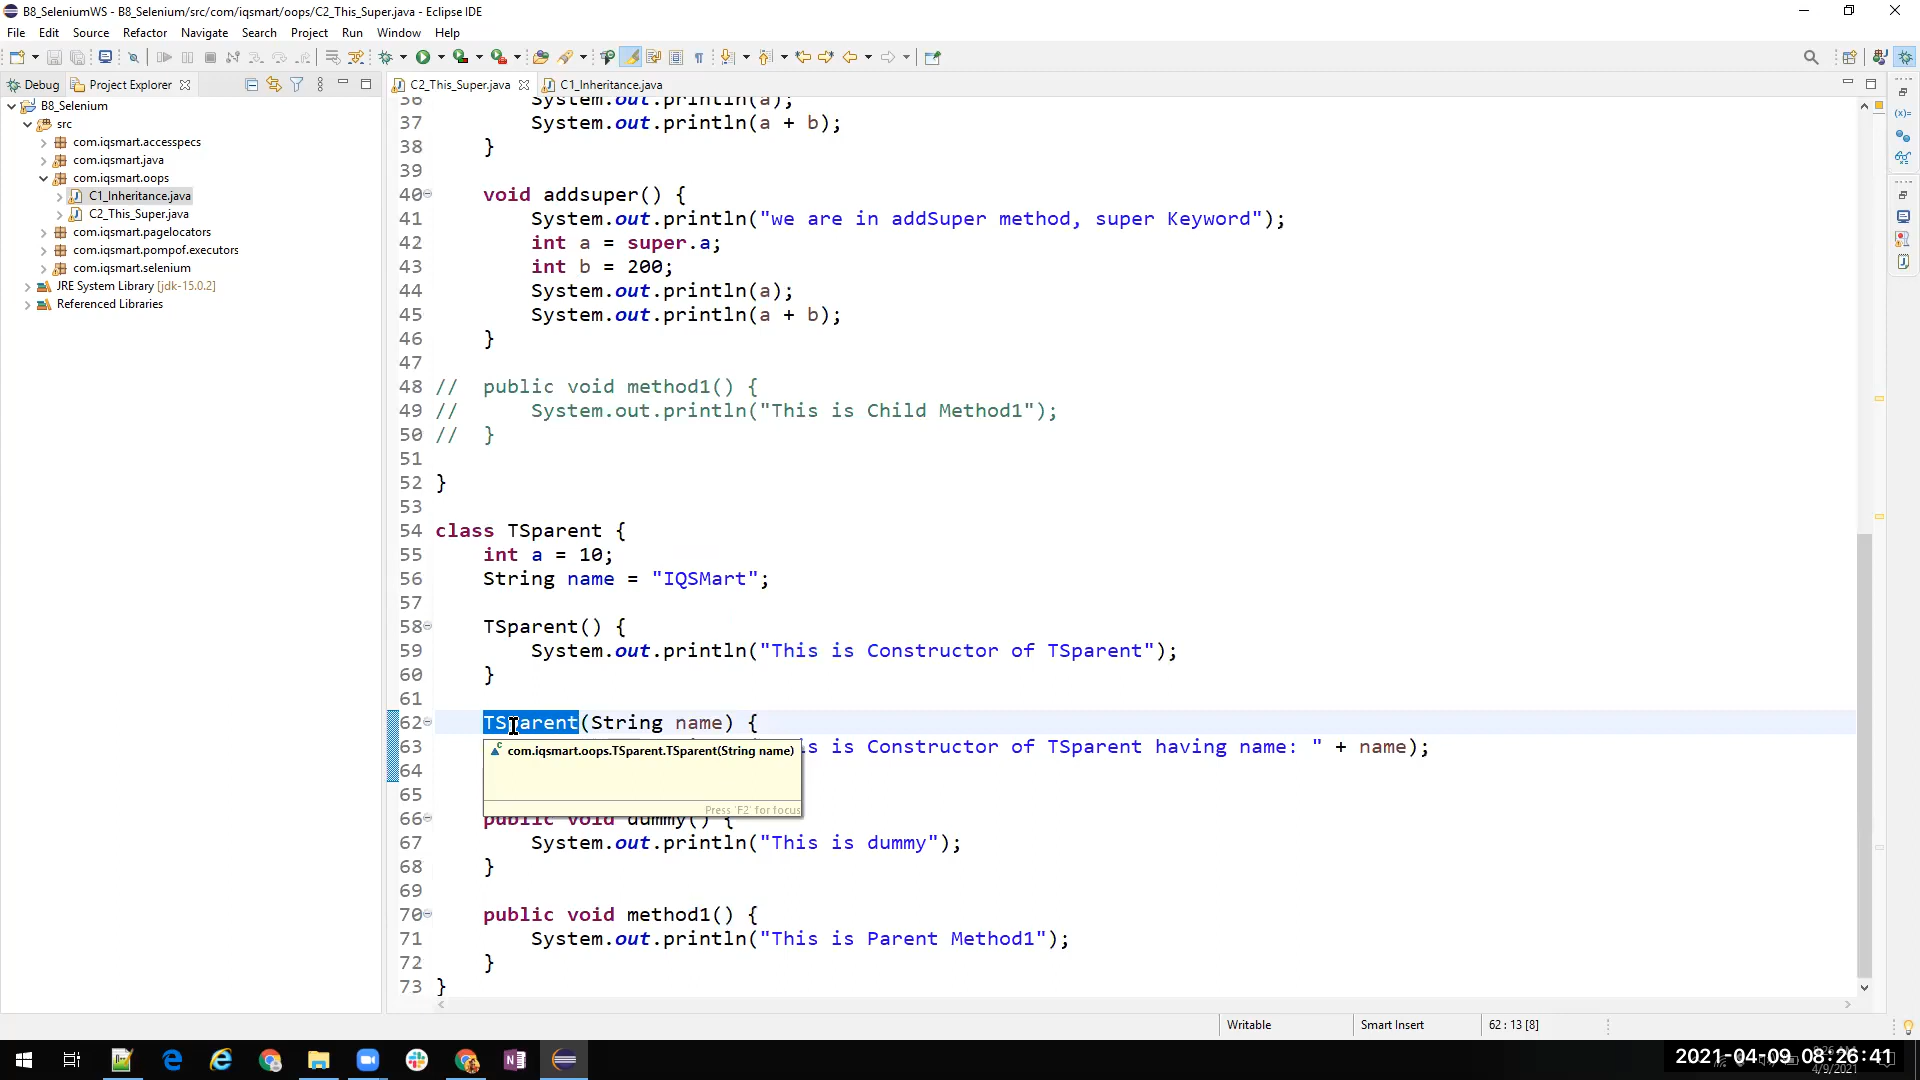 B8_SeleniumWS - B8_Selenium/src/com/iqsmart/oops/C2_This_Super.java - Eclipse IDE
File Edit Source Refactor Navigate Search Project Run Window Help
Debug Project Explorer
C2_This_Super.java C1_Inheritance.java
B8_Selenium
src
com.iqsmart.accesspecs
com.iqsmart.java
com.iqsmart.oops
C1_Inheritance.java
C2_This_Super.java
com.iqsmart.pagelocators
com.iqsmart.pompof.executors
com.iqsmart.selenium
JRE System Library [jdk-15.0.2]
Referenced Libraries
36 System.out.println(a);
37 System.out.println(a + b);
38 }
39
40 void addsuper() {
41 System.out.println("we are in addSuper method, super Keyword");
42 int a = super.a;
43 int b = 200;
44 System.out.println(a);
45 System.out.println(a + b);
46 }
47
48 // public void method1() {
49 // System.out.println("This is Child Method1");
50 // }
51
52 }
53
54 class TSparent {
55 int a = 10;
56 String name = "IQSMart";
57
58 TSparent() {
59 System.out.println("This is Constructor of TSparent");
60 }
61
62 TSparent(String name) {
63 s is Constructor of TSParent having name: " + name);
com.iqsmart.oops.TSparent.TSparent(String name)
64
65
Press 'F2' for focus
66 public void dummy() {
67 System.out.println("This is dummy");
68 }
69
70 public void method1() {
71 System.out.println("This is Parent Method1");
72 }
73 }
Writable Smart Insert 62 : 13 [8]
2021-04-09 08:26:41
4/9/2021